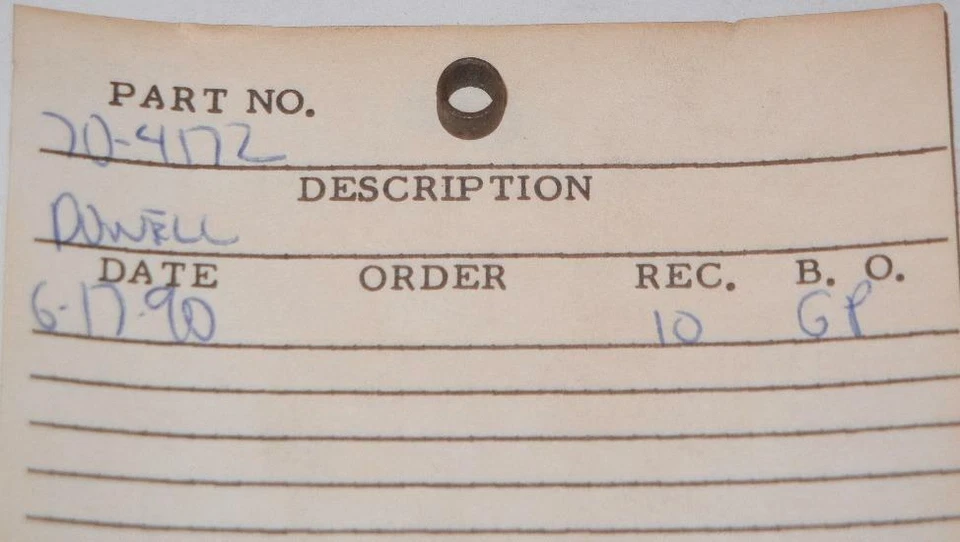 PART NO.
70-4172
DESCRIPTION
DOWELL
DATE ORDER REC. B. O.
6-17-90 10 GP